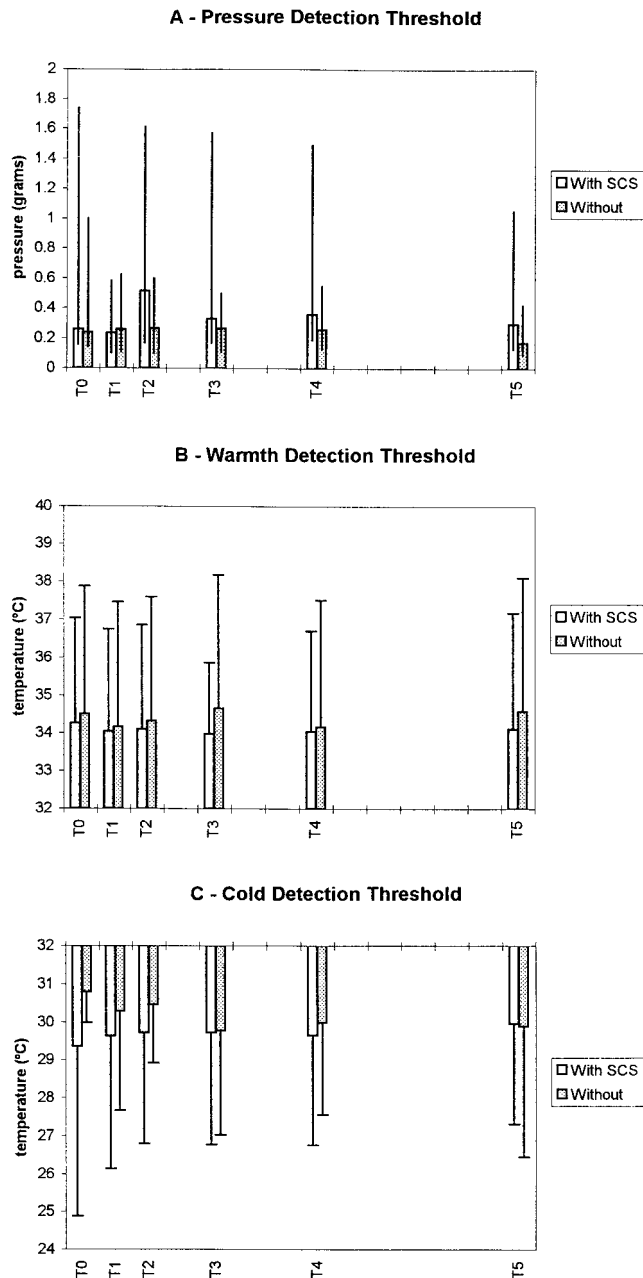 A - Pressure Detection Threshold
2
1.8
1.6
1.4
1.2
1
0.8
0.6
0.4
0.2
0
pressure (grams)
T0
T1
T2
T3
T4
T5
With SCS
Without
B - Warmth Detection Threshold
40
39
38
37
36
35
34
33
32
temperature (ºC)
T0
T1
T2
T3
T4
T5
With SCS
Without
C - Cold Detection Threshold
32
31
30
29
28
27
26
25
24
temperature (ºC)
T0
T1
T2
T3
T4
T5
With SCS
Without